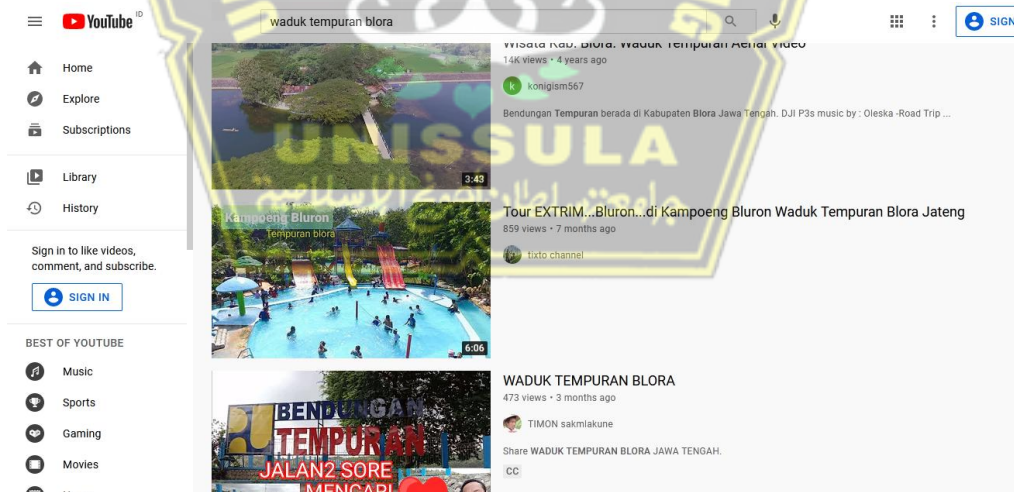 YouTube ID
waduk tempuran blora
SIGN
Home
Explore
Subscriptions
Library
History
Sign in to like videos,
comment, and subscribe.
SIGN IN
BEST OF YOUTUBE
Music
Sports
Gaming
Movies
Wisata Kab. Blora. Waduk Tempuran Aerial Video
14K views • 4 years ago
k konigism567
Bendungan Tempuran berada di Kabupaten Blora Jawa Tengah. DJI P3s music by : Oleska -Road Trip ...
3:43
UNISSULA
جامعة سلطان أجونج الإسلامية
Kampoeng Bluron
Tempuran blora
6:06
Tour EXTRIM...Bluron...di Kampoeng Bluron Waduk Tempuran Blora Jateng
859 views • 7 months ago
tixto channel
BENDUNGAN
TEMPURAN
JALAN2 SORE
MENCARI
WADUK TEMPURAN BLORA
473 views • 3 months ago
TIMON sakmlakune
Share WADUK TEMPURAN BLORA JAWA TENGAH.
CC